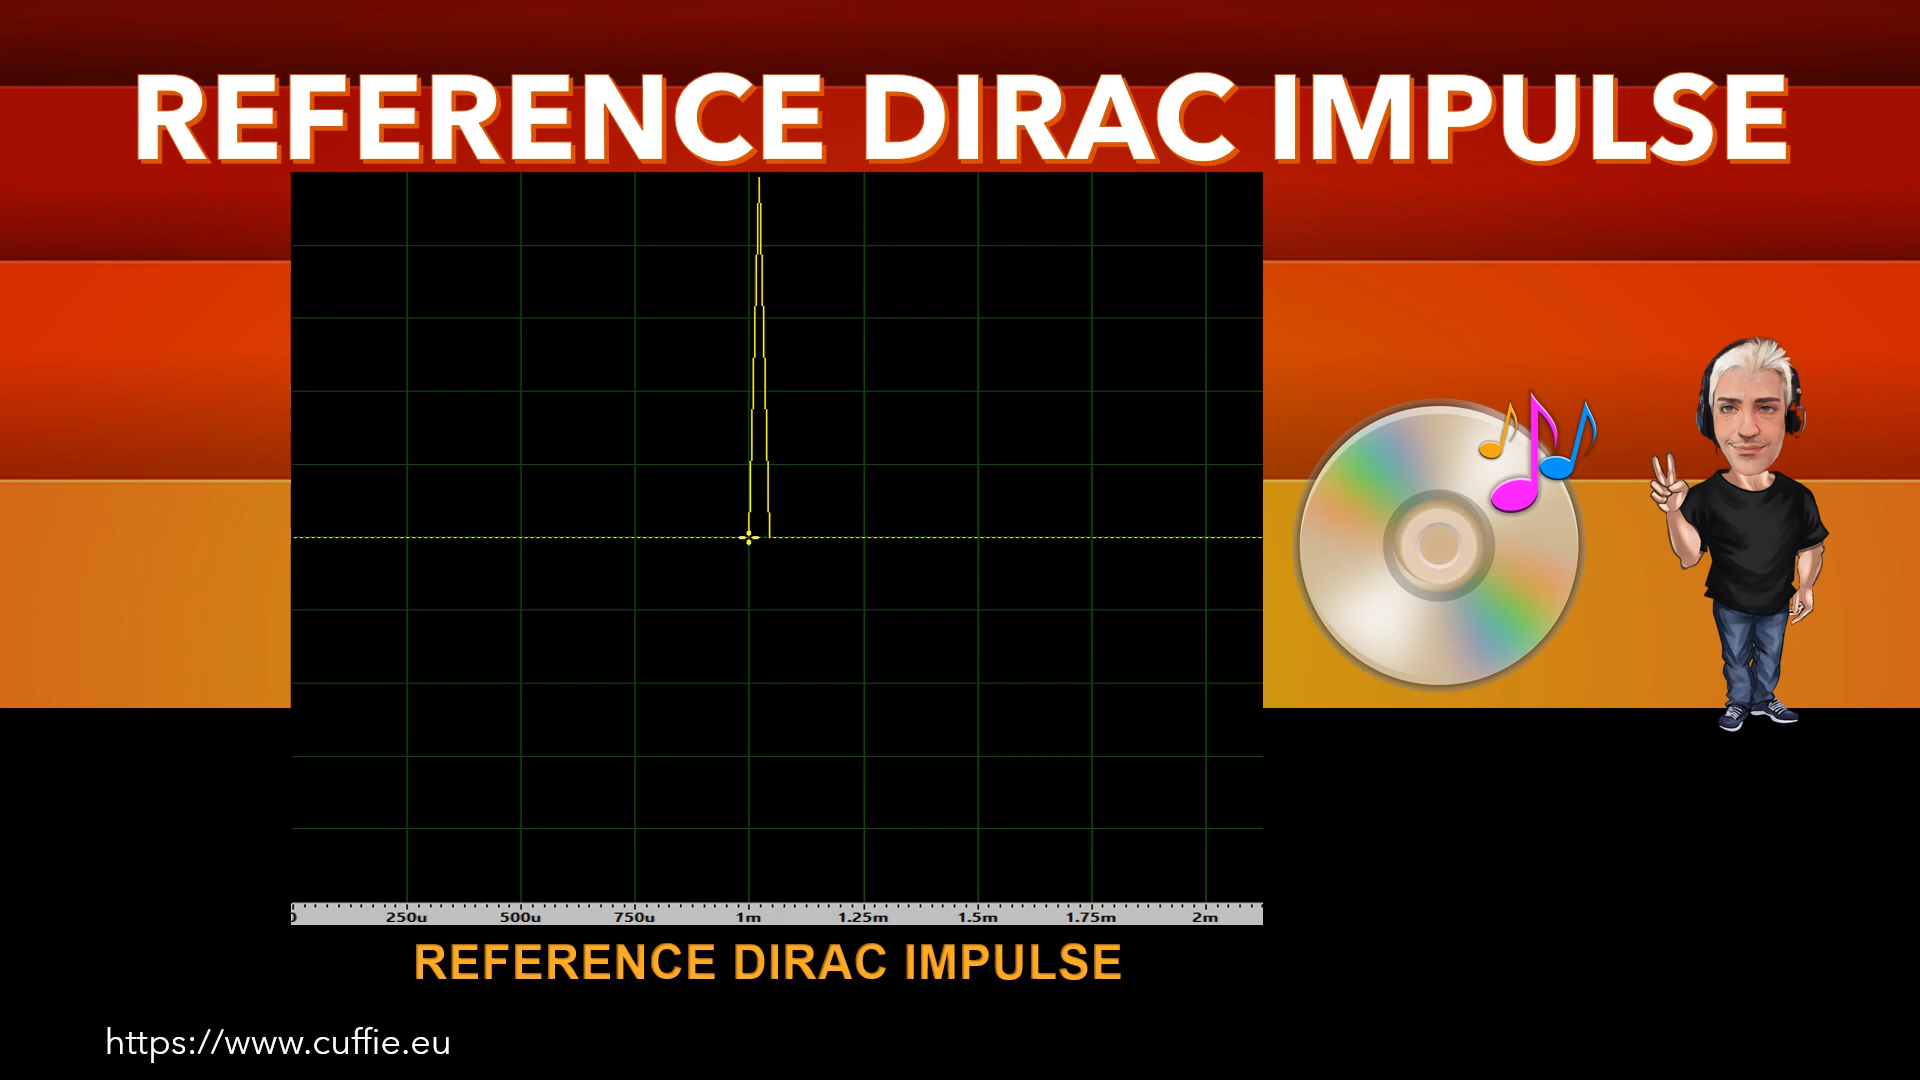 REFERENCE DIRAC IMPULSE
0 250u 500u 750u 1m 1.25m 1.5m 1.75m 2m
REFERENCE DIRAC IMPULSE
https://www.cuffie.eu